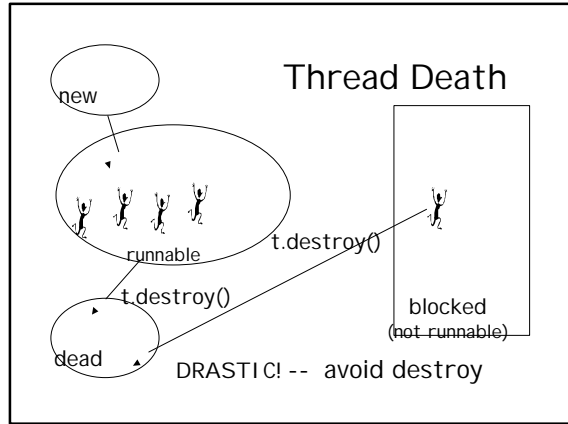 Thread Death
new
runnable
t.destroy()
t.destroy()
blocked
(not runnable)
dead
DRASTIC! -- avoid destroy